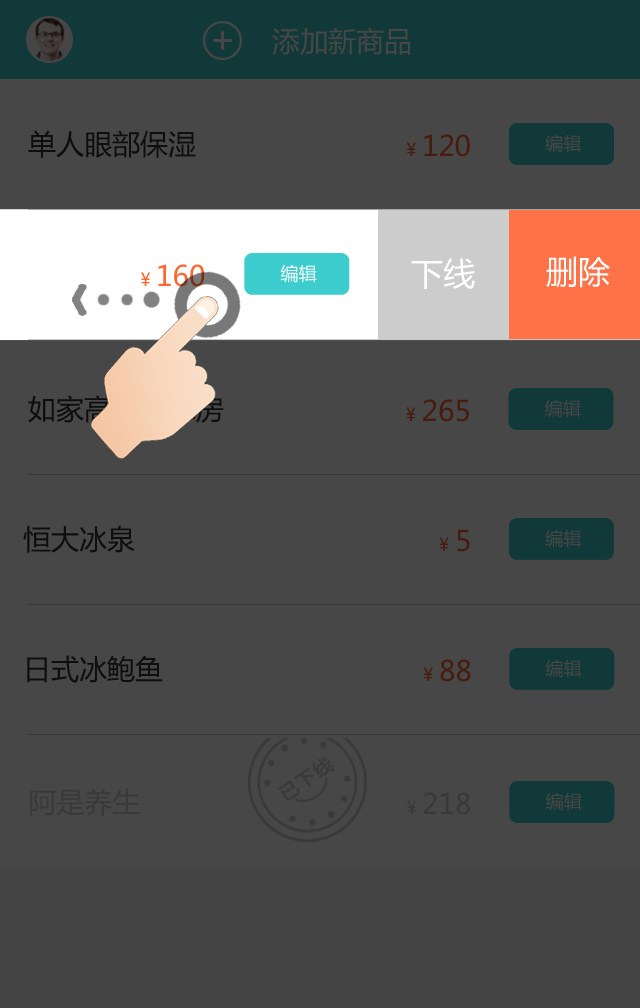 添加新商品
单人眼部保湿 ¥ 120 编辑
¥ 160 编辑 下线 删除
如家高 房 ¥ 265 编辑
恒大冰泉 ¥ 5 编辑
日式冰鲍鱼 ¥ 88 编辑
阿是养生 已下线 ¥ 218 编辑